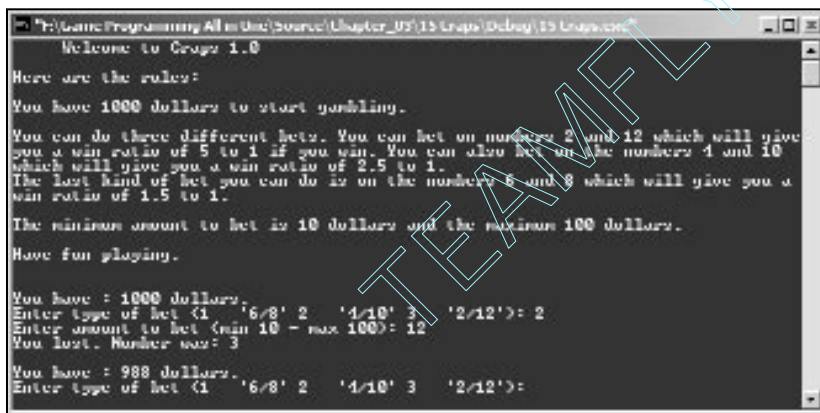 "H:\Game Programming All in One\Source\Chapter_03\15 Craps\Debug\15 Craps.exe"
Welcome to Craps 1.0
Here are the rules:
You have 1000 dollars to start gambling.
You can do three different bets. You can bet on numbers 2 and 12 which will give
you a win ratio of 5 to 1 if you win. You can also bet on the numbers 4 and 10
which will give you a win ratio of 2.5 to 1.
The last kind of bet you can do is on the numbers 6 and 8 which will give you a
win ratio of 1.5 to 1.
The minimum amount to bet is 10 dollars and the maximum 100 dollars.
Have fun playing.
You have : 1000 dollars.
Enter type of bet (1 '6/8' 2 '4/10' 3 '2/12'): 2
Enter amount to bet (min 10 - max 100): 12
You lost. Number was: 3
You have : 988 dollars.
Enter type of bet (1 '6/8' 2 '4/10' 3 '2/12'):